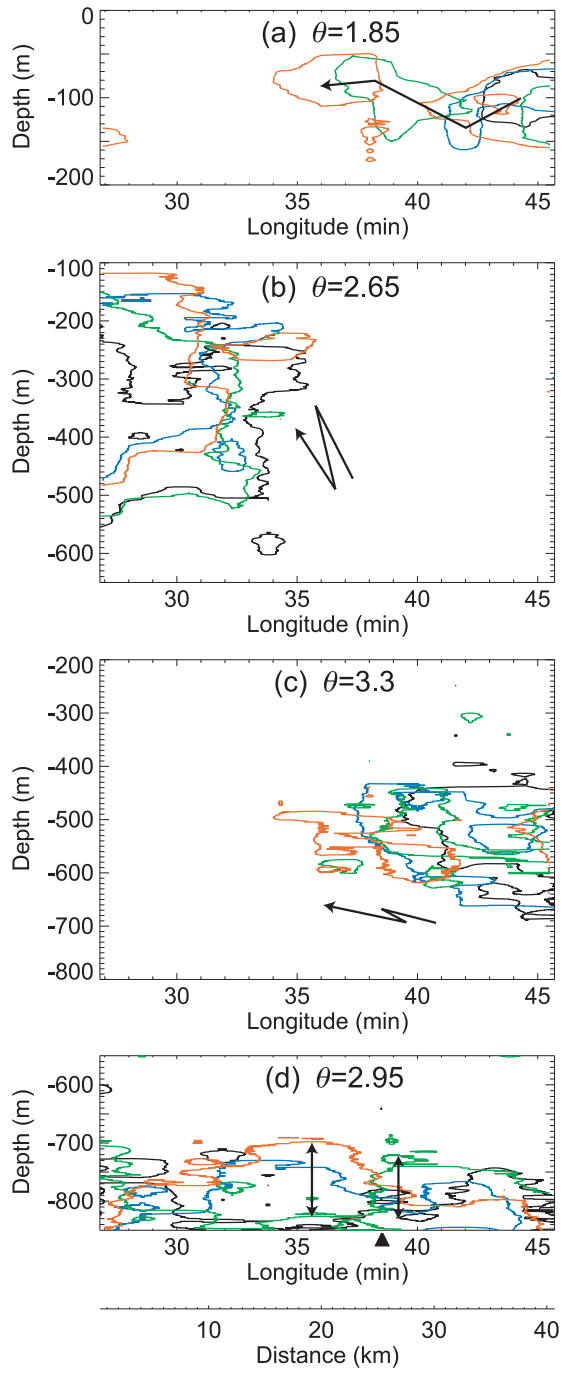 (a) θ=1.85
0
-100
-200
Depth (m)
30 35 40 45
Longitude (min)
(b) θ=2.65
-100
-200
-300
-400
-500
-600
Depth (m)
30 35 40 45
Longitude (min)
(c) θ=3.3
-200
-300
-400
-500
-600
-700
-800
Depth (m)
30 35 40 45
Longitude (min)
(d) θ=2.95
-600
-700
-800
Depth (m)
30 35 40 45
Longitude (min)
10 20 30 40
Distance (km)